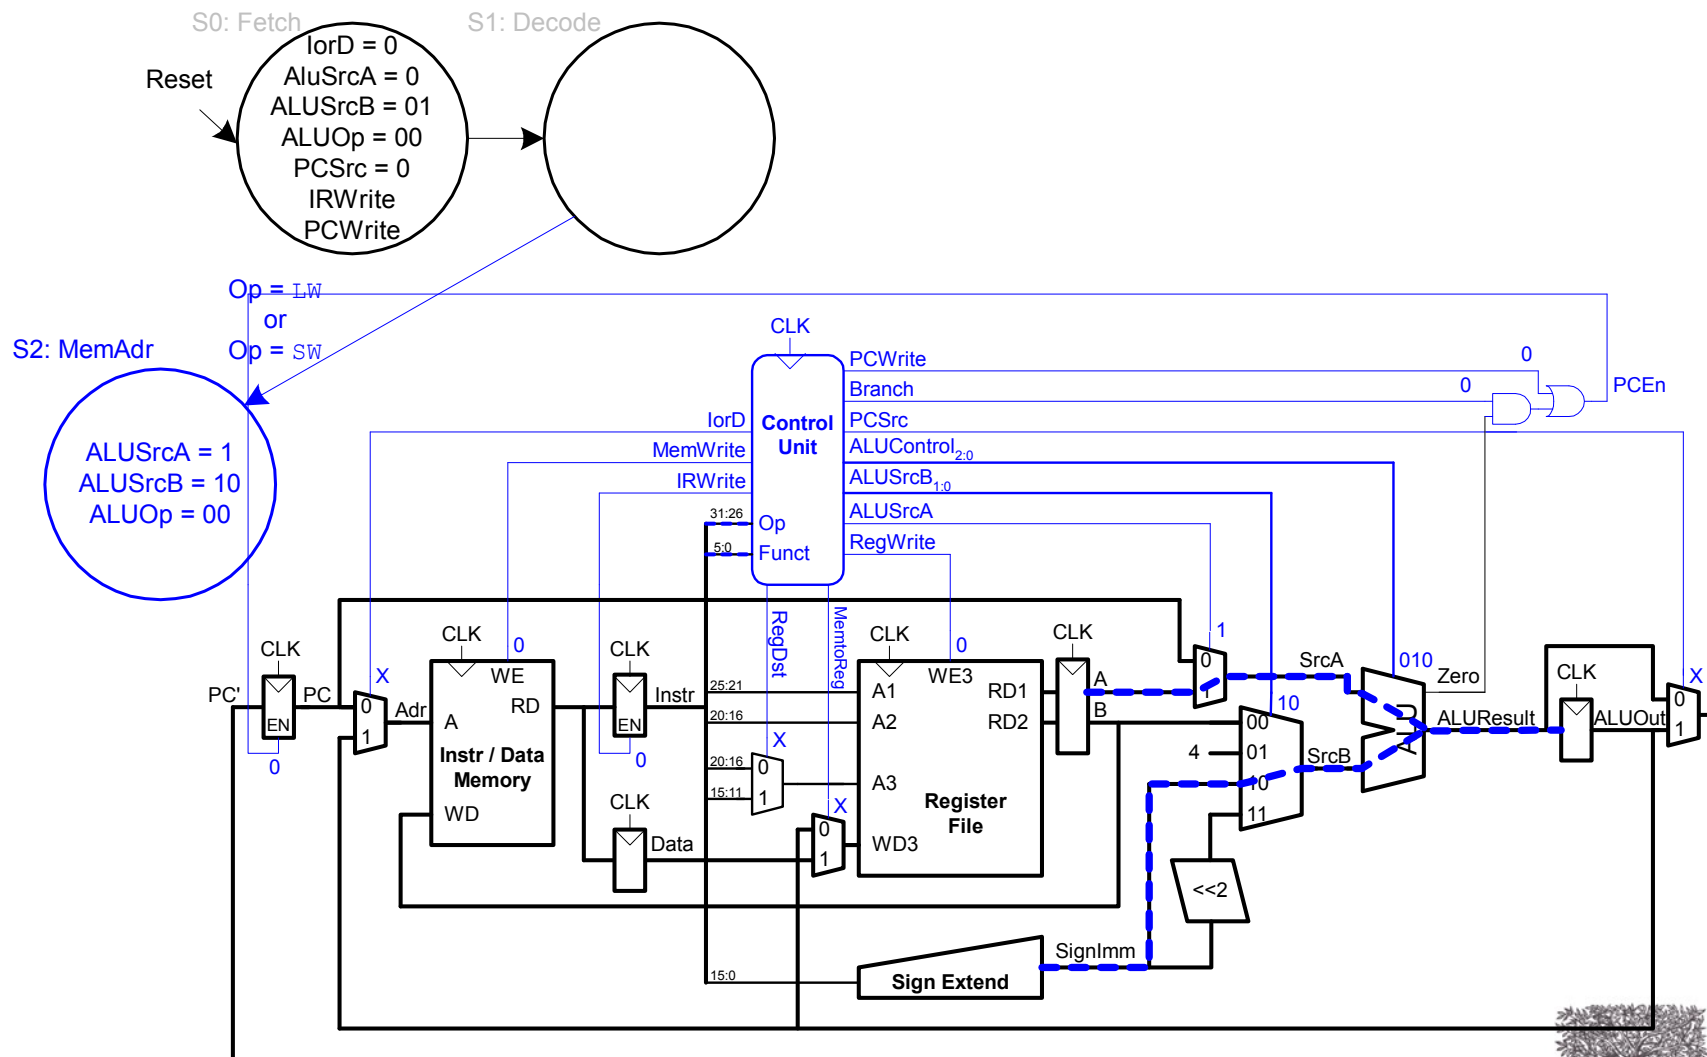 S0: Fetch
S1: Decode
Reset
IorD = 0
AluSrcA = 0
ALUSrcB = 01
ALUOp = 00
PCSrc = 0
IRWrite
PCWrite
Op = LW
or
Op = SW
S2: MemAdr
ALUSrcA = 1
ALUSrcB = 10
ALUOp = 00
CLK
PCWrite
0
Branch
0
PCEn
IorD
Control
Unit
PCSrc
MemWrite
ALUControl2:0
IRWrite
ALUSrcB1:0
31:26
Op
ALUSrcA
5:0
Funct
RegWrite
RegDst
MemtoReg
CLK
CLK
0
CLK
CLK
0
CLK
1
X
WE
WE3
0
SrcA
010
Zero
CLK
X
PC'
PC
EN
0
0
1
Adr
A
RD
Instr
EN
0
25:21
A1
RD1
A
1
B
10
20:16
A2
RD2
00
4
01
10
11
SrcB
ALU
ALUResult
ALUOut
0
1
Instr / Data
Memory
X
20:16
0
15:11
1
A3
Register
File
WD
CLK
Data
X
0
1
WD3
<<2
SignImm
15:0
Sign Extend